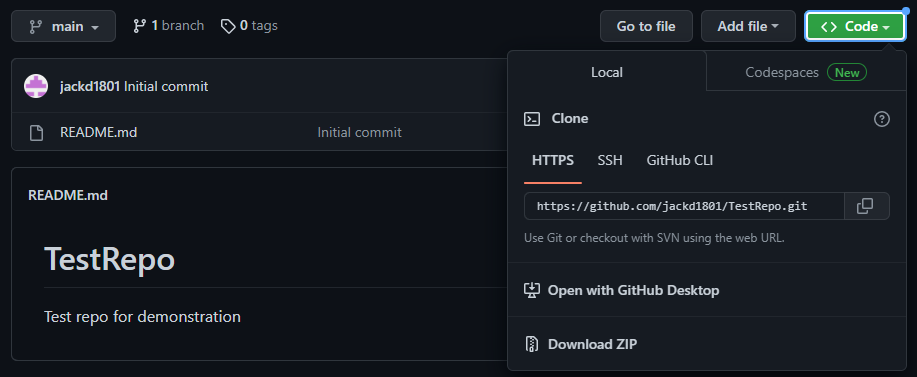 main
1 branch
0 tags
Go to file
Add file
<> Code
jackd1801 Initial commit
README.md Initial commit
README.md
TestRepo
Test repo for demonstration
Local
Codespaces New
Clone
HTTPS SSH GitHub CLI
https://github.com/jackd1801/TestRepo.git
Use Git or checkout with SVN using the web URL.
Open with GitHub Desktop
Download ZIP